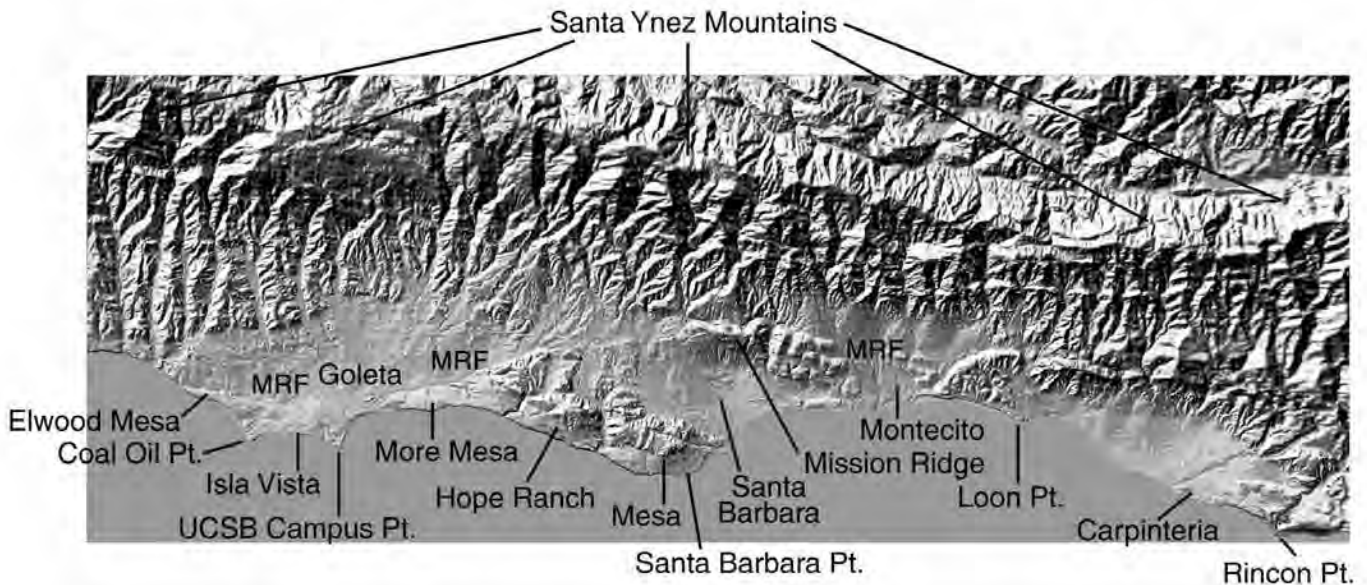 Santa Ynez Mountains
MRF
Goleta
MRF
MRF
Elwood Mesa
Coal Oil Pt.
Isla Vista
UCSB Campus Pt.
More Mesa
Hope Ranch
Mesa
Santa Barbara Pt.
Santa
Barbara
Mission Ridge
Montecito
Loon Pt.
Carpinteria
Rincon Pt.